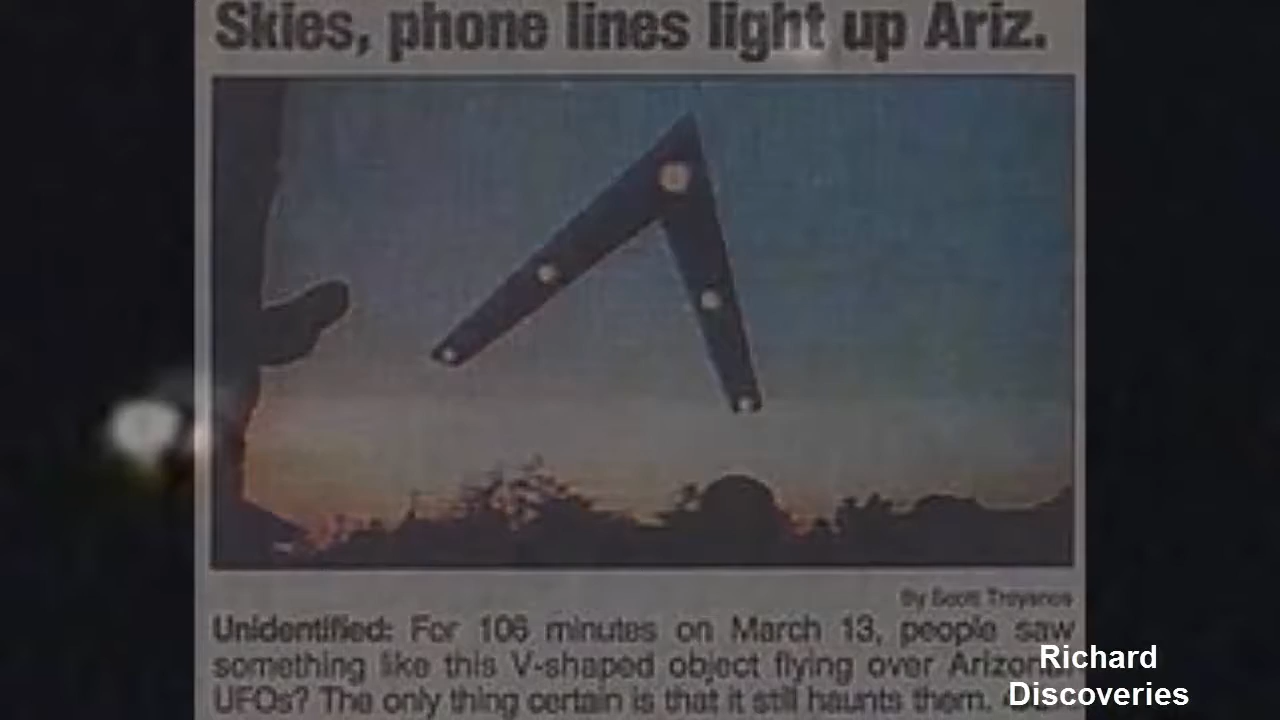 Skies, phone lines light up Ariz.
By Scott Troyanos
Unidentified: For 106 minutes on March 13, people saw
something like this V-shaped object flying over
UFOs? The only thing certain is that it still haunts them.
Richard
Discoveries